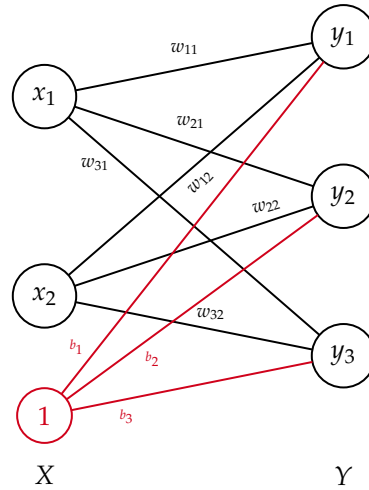 y₁
w₁₁
x₁
w₂₁
w₃₁
w₁₂
y₂
w₂₂
x₂
w₃₂
b₁
b₂
y₃
1
b₃
X
Y